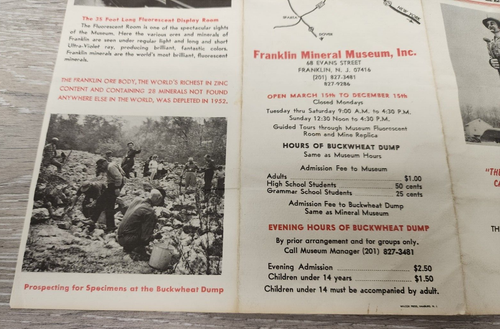 The 35 Foot Long Fluorescent Display Room
The Fluorescent Room is one of the spectacular sights
of the Museum. Here the various ores and minerals of
Franklin are seen under regular light and long and short
Ultra-Violet ray, producing brilliant, fantastic colors.
Franklin minerals are the world's most brilliant, fluorescent
minerals.
THE FRANKLIN ORE BODY, THE WORLD'S RICHEST IN ZINC
CONTENT AND CONTAINING 28 MINERALS NOT FOUND
ANYWHERE ELSE IN THE WORLD, WAS DEPLETED IN 1952.
Prospecting for Specimens at the Buckwheat Dump
BRANCH
DOVER
NEW YORK
Franklin Mineral Museum, Inc.
68 EVANS STREET
FRANKLIN, N. J. 07416
(201) 827-3481
827-9286
OPEN MARCH 15TH TO DECEMBER 15TH
Closed Mondays
Tuesday thru Saturday 9:00 A.M. to 4:30 P.M.
Sunday 12:30 Noon to 4:30 P.M.
Guided Tours through Museum Fluorescent
Room and Mine Replica
HOURS OF BUCKWHEAT DUMP
Same as Museum Hours
Admission Fee to Museum
Adults $1.00
High School Students 50 cents
Grammar School Students 25 cents
Admission Fee to Buckwheat Dump
Same as Mineral Museum
EVENING HOURS OF BUCKWHEAT DUMP
By prior arrangement and for groups only.
Call Museum Manager (201) 827-3481
Evening Admission $2.50
Children under 14 years $1.50
Children under 14 must be accompanied by adult.
"TH
CA